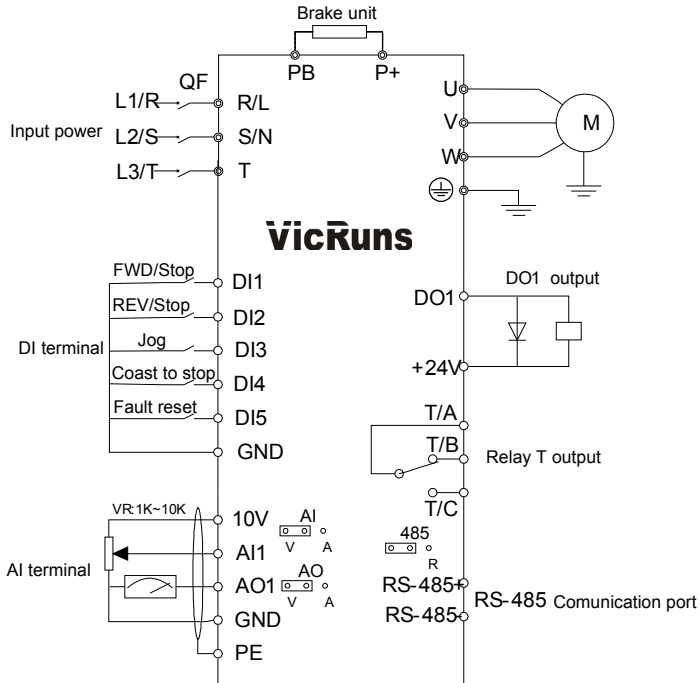 Brake unit
PB P+
QF
L1/R R/L
Input power
L2/S S/N
L3/T T
U
V
W
M
VicRuns
FWD/Stop DI1
REV/Stop DI2
DI terminal
Jog DI3
Coast to stop DI4
Fault reset DI5
GND
DO1 output
DO1
+24V
T/A
T/B
Relay T output
T/C
VR:1K~10K 10V
AI
V A
AI1
AI terminal
AO1
AO
V A
GND
PE
485
R
RS-485+
RS-485 Comunication port
RS-485-